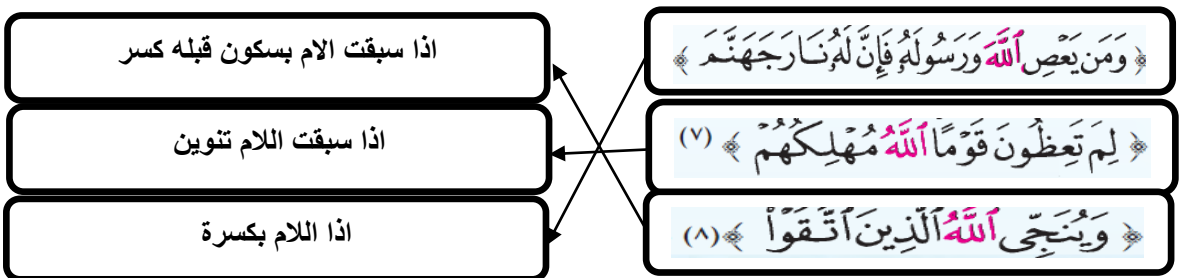 ﴿ وَمَن يَعْصِ ٱللَّهَ وَرَسُولَهُۥ فَإِنَّ لَهُۥ نَارَ جَهَنَّمَ ﴾
اذا سبقت الام بسكون قبله كسر
﴿ لِمَ تَعِظُونَ قَوْمًا ٱللَّهُ مُهْلِكُهُمْ ﴾ (٧)
اذا سبقت اللام تنوين
﴿ وَيُنَجِّى ٱللَّهُ ٱلَّذِينَ ٱتَّقَوْاْ ﴾ (٨)
اذا اللام بكسرة